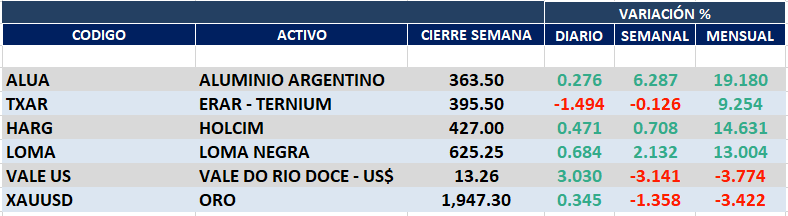 VARIACIÓN %
CODIGO ACTIVO CIERRE SEMANA DIARIO SEMANAL MENSUAL
ALUA ALUMINIO ARGENTINO 363.50 0.276 6.287 19.180
TXAR ERAR - TERNIUM 395.50 -1.494 -0.126 9.254
HARG HOLCIM 427.00 0.471 0.708 14.631
LOMA LOMA NEGRA 625.25 0.684 2.132 13.004
VALE US VALE DO RIO DOCE - US$ 13.26 3.030 -3.141 -3.774
XAUUSD ORO 1,947.30 0.345 -1.358 -3.422